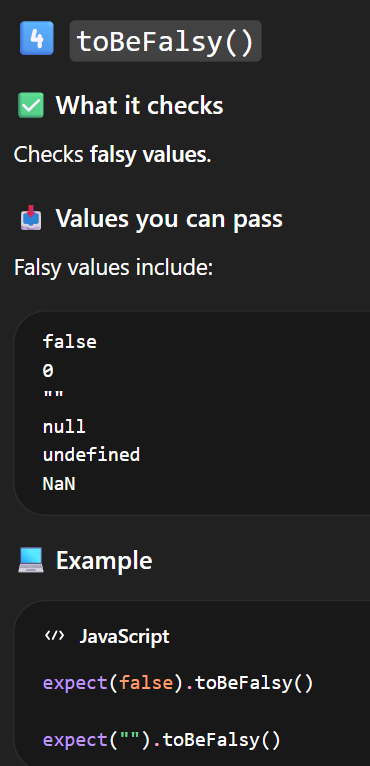 4 toBeFalsy()
What it checks
Checks falsy values.
Values you can pass
Falsy values include:
false
0
""
null
undefined
NaN
Example
</> JavaScript
expect(false).toBeFalsy()
expect("").toBeFalsy()